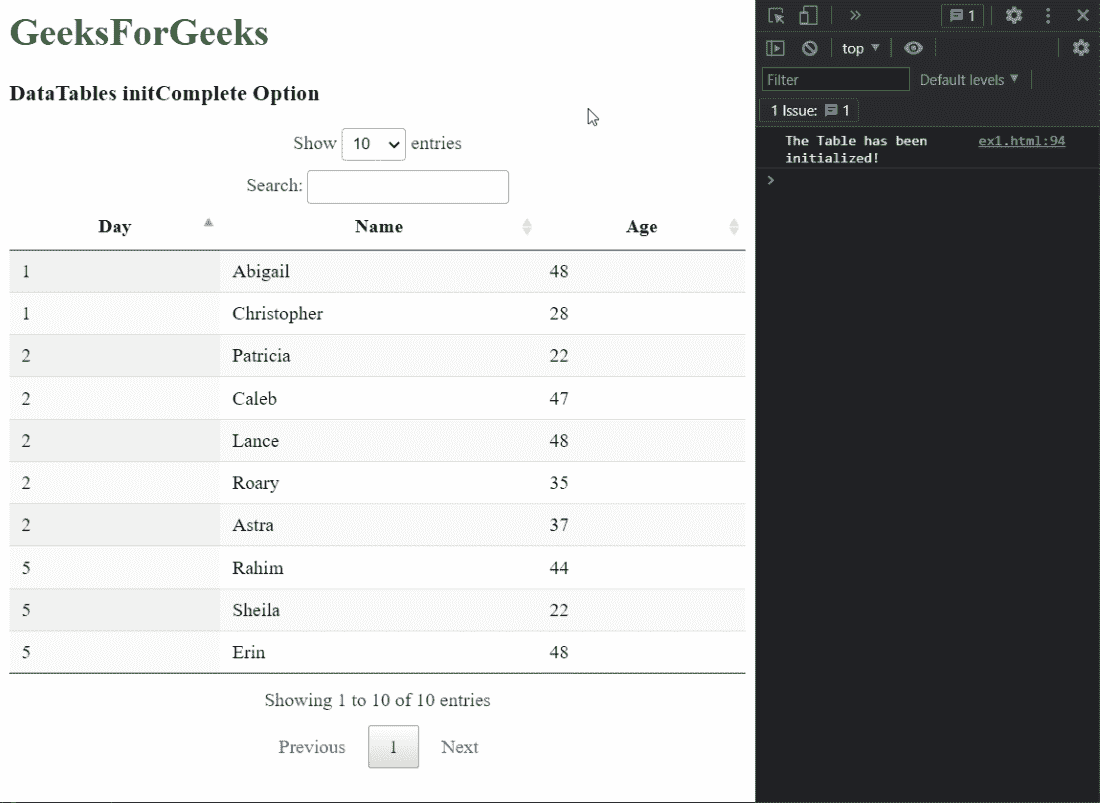 GeeksForGeeks
DataTables initComplete Option
Show 10 entries
Search:
Day Name Age
1 Abigail 48
1 Christopher 28
2 Patricia 22
2 Caleb 47
2 Lance 48
2 Roary 35
2 Astra 37
5 Rahim 44
5 Sheila 22
5 Erin 48
Showing 1 to 10 of 10 entries
Previous 1 Next
» 1
top
Filter Default levels
1 Issue: 1
The Table has been ex1.html:94
initialized!